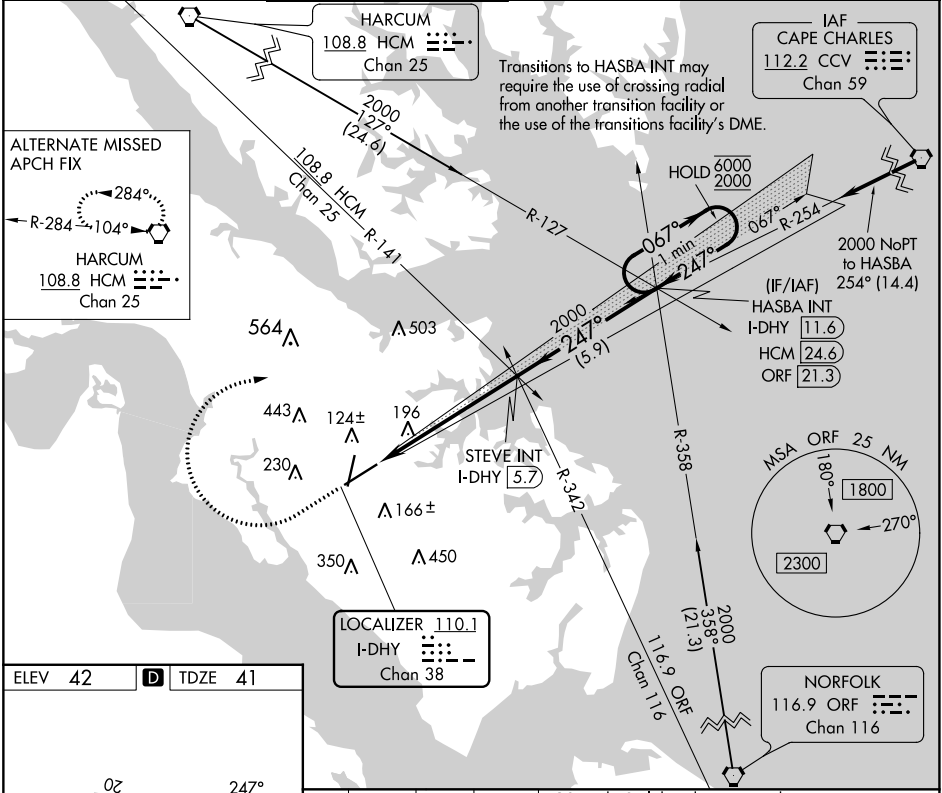 HARCUM
108.8 HCM
Chan 25
IAF
CAPE CHARLES
112.2 CCV
Chan 59
Transitions to HASBA INT may
require the use of crossing radial
from another transition facility or
the use of the transitions facility's DME.
2000
127°
(24.6)
ALTERNATE MISSED
APCH FIX
284°
R-284
104°
HARCUM
108.8 HCM
Chan 25
108.8 HCM
Chan 25
R-141
R-127
HOLD 6000
2000
067°
1 min
247°
067°
R-254
2000 NoPT
to HASBA
254° (14.4)
(IF/IAF)
HASBA INT
I-DHY 11.6
HCM 24.6
ORF 21.3
2000
247°
(5.9)
564
503
443
124±
196
230
166±
350
450
STEVE INT
I-DHY 5.7
R-342
R-358
MSA ORF 25 NM
180°
1800
270°
2300
LOCALIZER 110.1
I-DHY
Chan 38
116.9 ORF
Chan 116
2000
358°
(21.3)
NORFOLK
116.9 ORF
Chan 116
ELEV 42
D
TDZE 41
20
247°